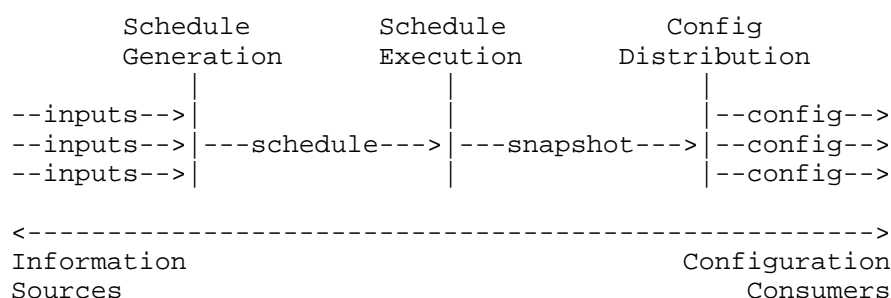 Schedule        Schedule          Config
       Generation      Execution      Distribution
           |               |               |
--inputs-->|               |               |--config-->
--inputs-->|---schedule--->|---snapshot--->|--config-->
--inputs-->|               |               |--config-->
<----------------------------------------------------->
Information                               Configuration
Sources                                       Consumers